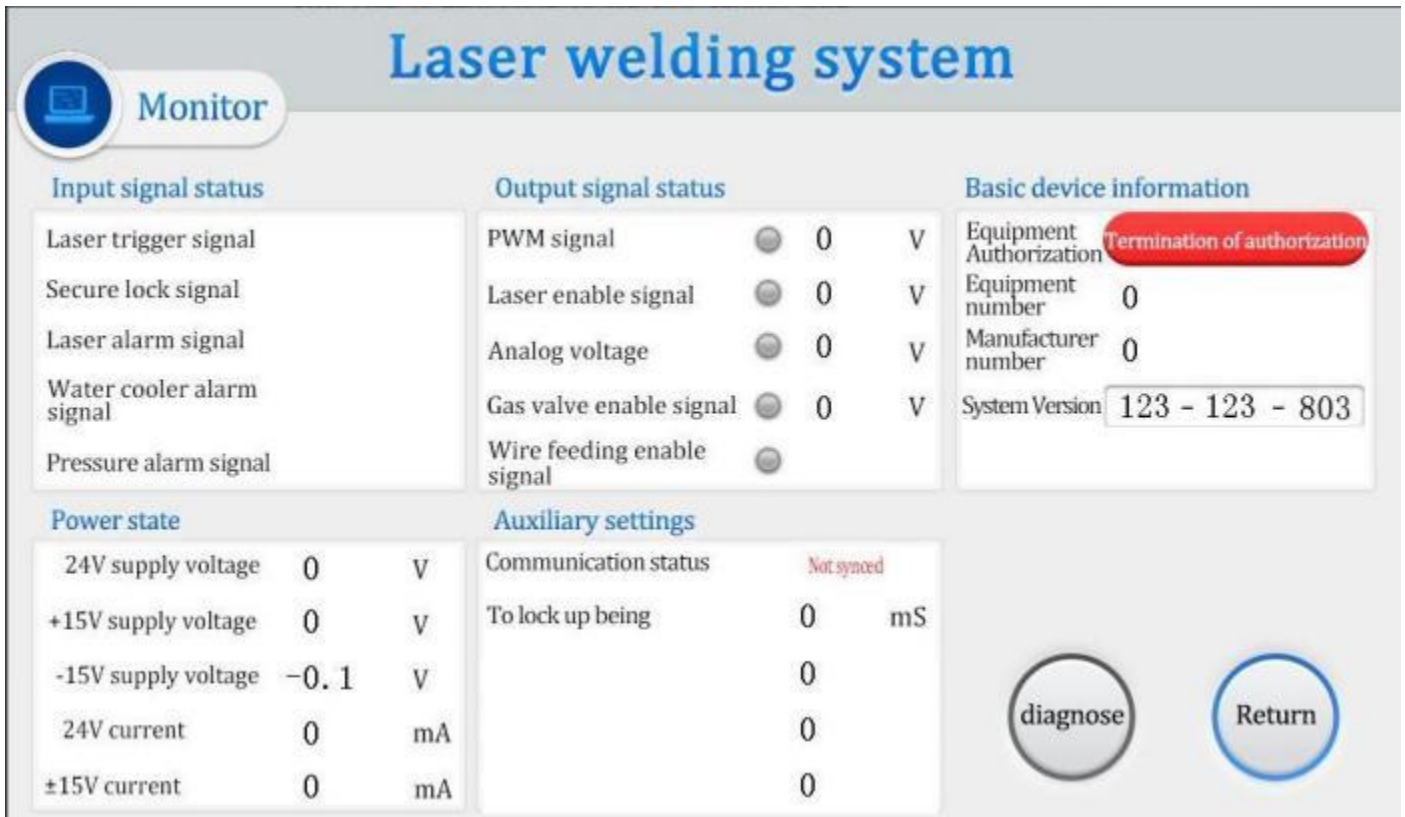 Laser welding system
Monitor
Input signal status
Laser trigger signal
Secure lock signal
Laser alarm signal
Water cooler alarm
signal
Pressure alarm signal
Output signal status
PWM signal 0 V
Laser enable signal 0 V
Analog voltage 0 V
Gas valve enable signal 0 V
Wire feeding enable
signal
Basic device information
Equipment
Authorization
Termination of authorization
Equipment
number
0
Manufacturer
number
0
System Version 123 - 123 - 803
Power state
24V supply voltage 0 V
+15V supply voltage 0 V
-15V supply voltage -0.1 V
24V current 0 mA
±15V current 0 mA
Auxiliary settings
Communication status Not synced
To lock up being 0 mS
0
0
0
diagnose
Return